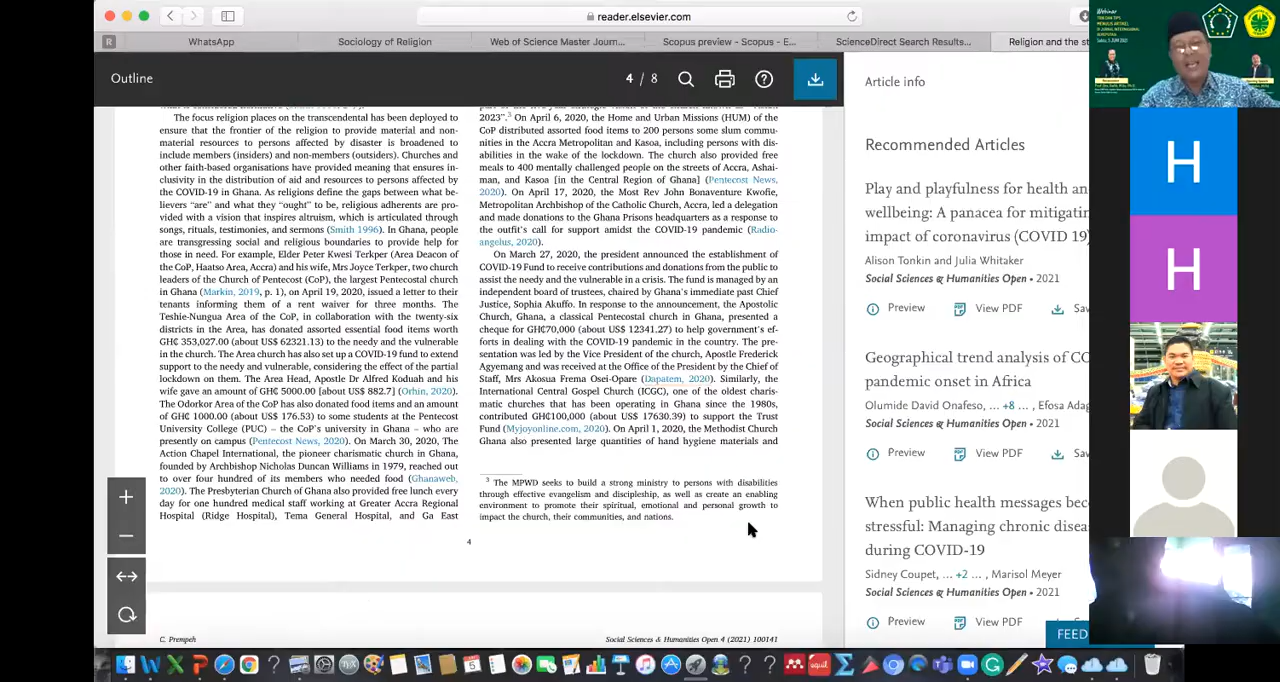 reader.elsevier.com
WhatsApp
Sociology of Religion
Web of Science Master Journ...
Scopus preview - Scopus - E...
ScienceDirect Search Results...
Religion and the st
Outline
4 / 8
The focus religion places on the transcendental has been deployed to
ensure that the frontier of the religion to provide material and non-
material resources to persons affected by disaster is broadened to
include members (insiders) and non-members (outsiders). Churches and
other faith-based organisations have provided meaning that ensures in-
clusivity in the distribution of aid and resources to persons affected by
the COVID-19 in Ghana. As religions define the gaps between what be-
lievers “are” and what they “ought” to be, religious adherents are pro-
vided with a vision that inspires altruism, which is articulated through
songs, rituals, testimonies, and sermons (Smith 1996). In Ghana, people
are transgressing social and religious boundaries to provide help for
those in need. For example, Elder Peter Kwesi Terkper (Area Deacon of
the CoP, Haatso Area, Accra) and his wife, Mrs Joyce Terkper, two church
leaders of the Church of Pentecost (CoP), the largest Pentecostal church
in Ghana (Markin, 2019, p. 1), on April 19, 2020, issued a letter to their
tenants informing them of a rent waiver for three months. The
Teshie-Nungua Area of the CoP, in collaboration with the twenty-six
districts in the Area, has donated assorted essential food items worth
GH₵ 353,027.00 (about US$ 62321.13) to the needy and the vulnerable
in the church. The Area church has also set up a COVID-19 fund to extend
support to the needy and vulnerable, considering the effect of the partial
lockdown on them. The Area Head, Apostle Dr Alfred Koduah and his
wife gave an amount of GH₵ 5000.00 (about US$ 882.7) (Orhin, 2020).
The Odorkor Area of the CoP has also donated food items and an amount
of GH₵ 1000.00 (about US$ 176.53) to some students at the Pentecost
University College (PUC) – the CoP's university in Ghana – who are
presently on campus (Pentecost News, 2020). On March 30, 2020, The
Action Chapel International, the pioneer charismatic church in Ghana,
founded by Archbishop Nicholas Duncan Williams in 1979, reached out
to over four hundred of its members who needed food (Ghanaweb,
2020). The Presbyterian Church of Ghana also provided free lunch every
day for one hundred medical staff working at Greater Accra Regional
Hospital (Ridge Hospital), Tema General Hospital, and Ga East
2023”.3 On April 6, 2020, the Home and Urban Missions (HUM) of the
CoP distributed assorted food items to 200 persons some slum commu-
nities in the Accra Metropolitan and Kasoa, including persons with dis-
abilities in the wake of the lockdown. The church also provided free
meals to 400 mentally challenged people on the streets of Accra, Ashai-
man, and Kasoa [in the Central Region of Ghana] (Pentecost News,
2020). On April 17, 2020, the Most Rev John Bonaventure Kwofie,
Metropolitan Archbishop of the Catholic Church, Accra, led a delegation
and made donations to the Ghana Prisons headquarters as a response to
the outfit's call for support amidst the COVID-19 pandemic (Radio-
angelus, 2020).
On March 27, 2020, the president announced the establishment of
COVID-19 Fund to receive contributions and donations from the public to
assist the needy and the vulnerable in a crisis. The fund is managed by an
independent board of trustees, chaired by Ghana's immediate past Chief
Justice, Sophia Akuffo. In response to the announcement, the Apostolic
Church, Ghana, a classical Pentecostal church in Ghana, presented a
cheque for GH₵70,000 (about US$ 12341.27) to help government's ef-
forts in dealing with the COVID-19 pandemic in the country. The pre-
sentation was led by the Vice President of the church, Apostle Frederick
Agyemang and was received at the Office of the President by the Chief of
Staff, Mrs Akosua Frema Osei-Opare (Dapatem, 2020). Similarly, the
International Central Gospel Church (ICGC), one of the oldest charis-
matic churches that has been operating in Ghana since the 1980s,
contributed GH₵100,000 (about US$ 17630.39) to support the Trust
Fund (Myjoyonline.com, 2020). On April 1, 2020, the Methodist Church
Ghana also presented large quantities of hand hygiene materials and
3 The MPWD seeks to build a strong ministry to persons with disabilities
through effective evangelism and discipleship, as well as create an enabling
environment to promote their spiritual, emotional and personal growth to
impact the church, their communities, and nations.
4
C. Prempeh
Social Sciences & Humanities Open 4 (2021) 100141
Article info
Recommended Articles
Play and playfulness for health an
wellbeing: A panacea for mitigatin
impact of coronavirus (COVID 19)
Alison Tonkin and Julia Whitaker
Social Sciences & Humanities Open • 2021
Preview
View PDF
Sav
Geographical trend analysis of CO
pandemic onset in Africa
Olumide David Onafeso, ... +8 ... , Efosa Adag
Social Sciences & Humanities Open • 2021
Preview
View PDF
Sav
When public health messages bec
stressful: Managing chronic diseas
during COVID-19
Sidney Coupet, ... +2 ... , Marisol Meyer
Social Sciences & Humanities Open • 2021
Preview
View PDF
FEED
Webinar
H
H